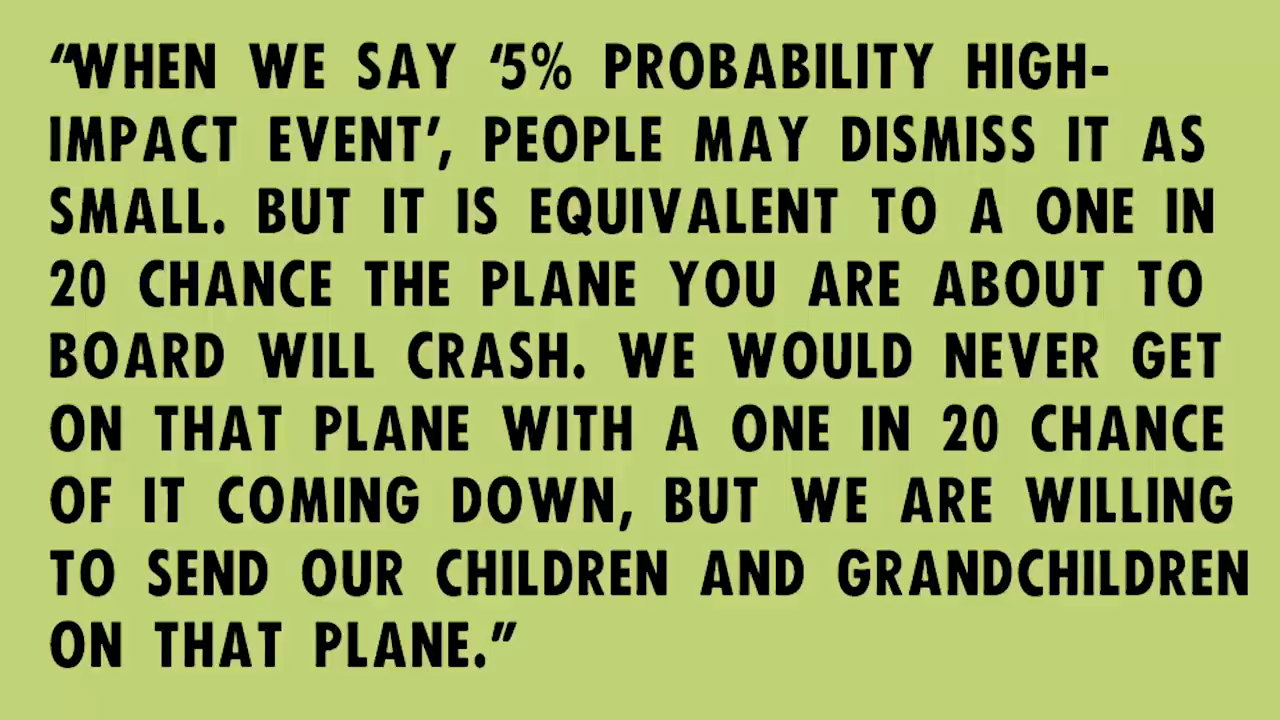 “WHEN WE SAY ‘5% PROBABILITY HIGH-
IMPACT EVENT’, PEOPLE MAY DISMISS IT AS
SMALL. BUT IT IS EQUIVALENT TO A ONE IN
20 CHANCE THE PLANE YOU ARE ABOUT TO
BOARD WILL CRASH. WE WOULD NEVER GET
ON THAT PLANE WITH A ONE IN 20 CHANCE
OF IT COMING DOWN, BUT WE ARE WILLING
TO SEND OUR CHILDREN AND GRANDCHILDREN
ON THAT PLANE.”